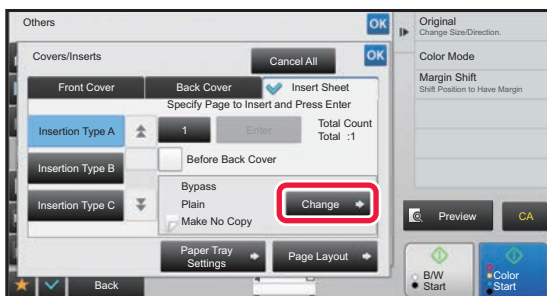 Others
OK
Covers/Inserts
Cancel All
OK
Front Cover
Back Cover
Insert Sheet
Specify Page to Insert and Press Enter
Insertion Type A
1
Enter
Total Count
Total :1
Insertion Type B
Before Back Cover
Insertion Type C
Bypass
Plain
Make No Copy
Change
Paper Tray
Settings
Page Layout
Back
Original
Change Size/Direction.
Color Mode
Margin Shift
Shift Position to Have Margin
Preview
CA
B/W
Start
Color
Start